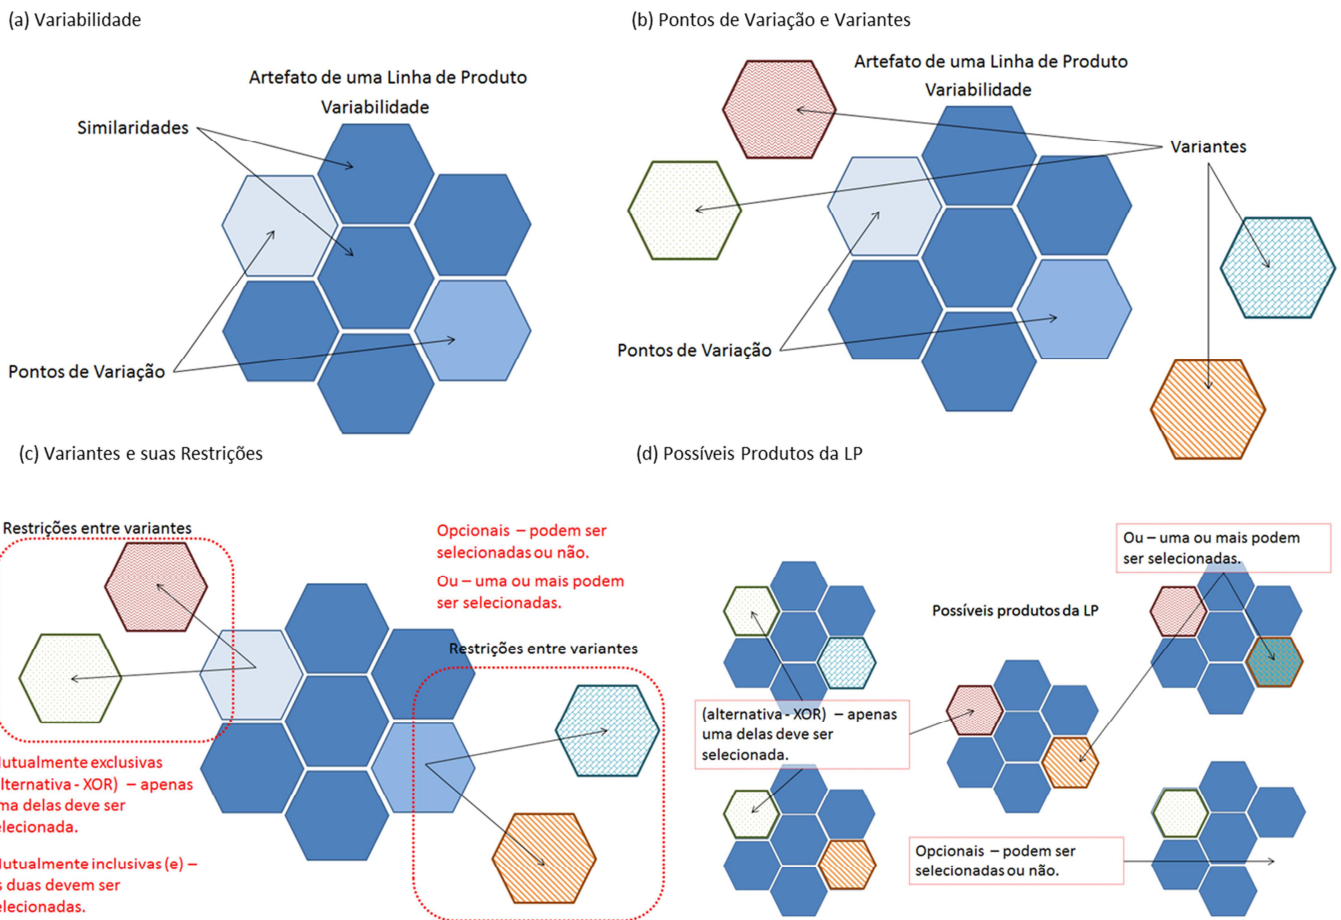 (a) Variabilidade
Artefato de uma Linha de Produto
Variabilidade
Similaridades
Pontos de Variação
(b) Pontos de Variação e Variantes
Artefato de uma Linha de Produto
Variabilidade
Variantes
Pontos de Variação
(c) Variantes e suas Restrições
Restrições entre variantes
Opcionais – podem ser
selecionadas ou não.
Ou – uma ou mais podem
ser selecionadas.
Restrições entre variantes
utualmente exclusivas
lternativa - XOR) – apenas
ma delas deve ser
elecionada.
utualmente inclusivas (e) –
s duas devem ser
elecionadas.
(d) Possíveis Produtos da LP
Ou – uma ou mais podem
ser selecionadas.
Possíveis produtos da LP
(alternativa - XOR) – apenas
uma delas deve ser
selecionada.
Opcionais – podem ser
selecionadas ou não.